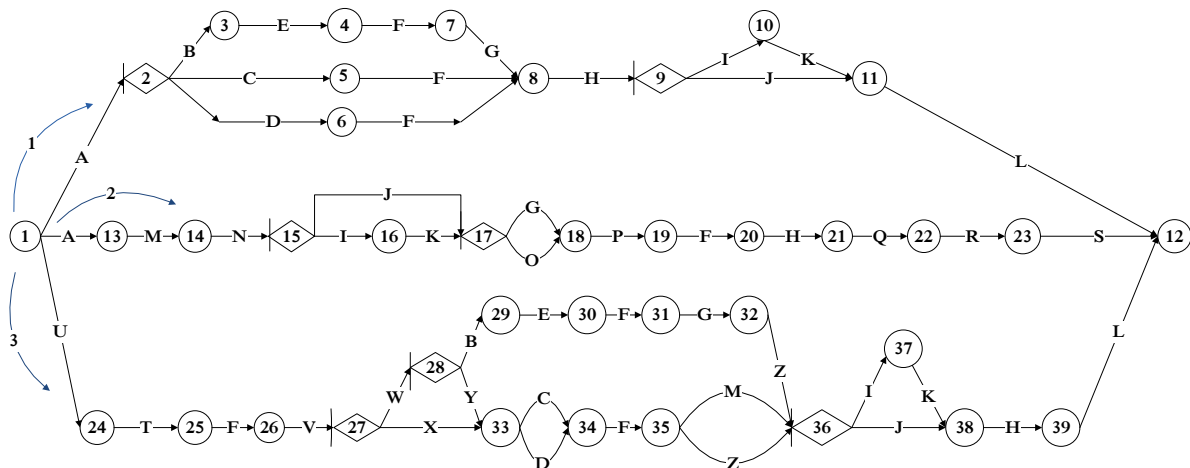 3 E 4 F 7 10
B G I K
1 2 C 5 F 8 H 9 J 11
D 6 F
A L
2 J G
1 A 13 M 14 N 15 I 16 K 17 18 P 19 F 20 H 21 Q 22 R 23 S 12
O
29 E 30 F 31 G 32
3 U B 37 L
28 Z I K
W Y C M
24 T 25 F 26 V 27 X 33 34 F 35 36 J 38 H 39
D Z